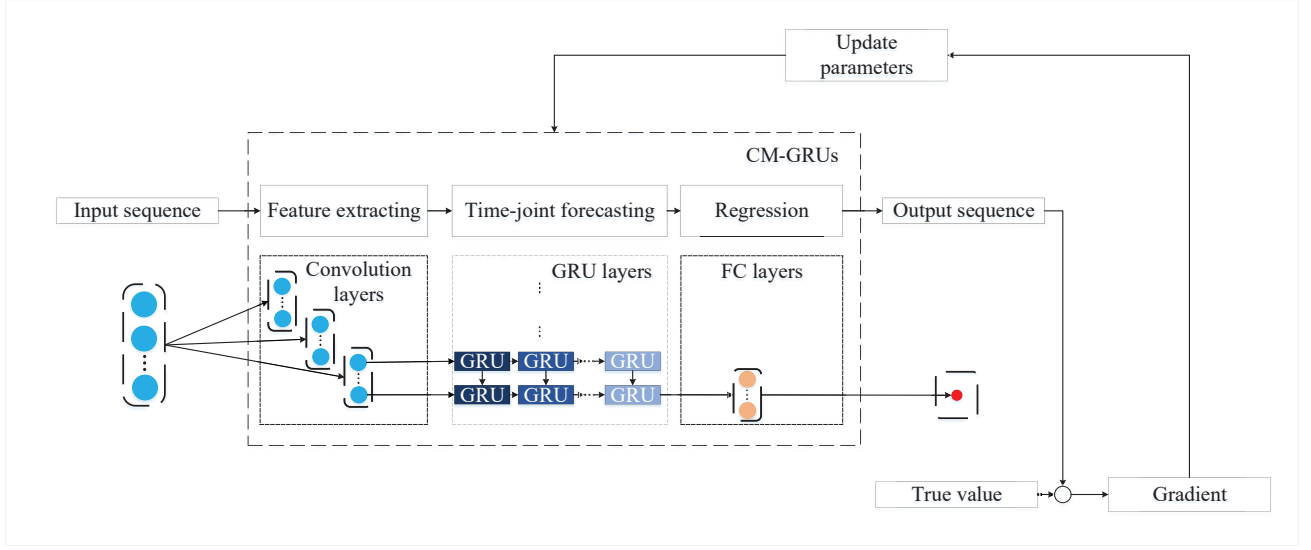 Update
parameters
CM-GRUs
Input sequence
Feature extracting
Time-joint forecasting
Regression
Output sequence
Convolution
layers
GRU layers
FC layers
GRU GRU GRU
GRU GRU GRU
True value
Gradient